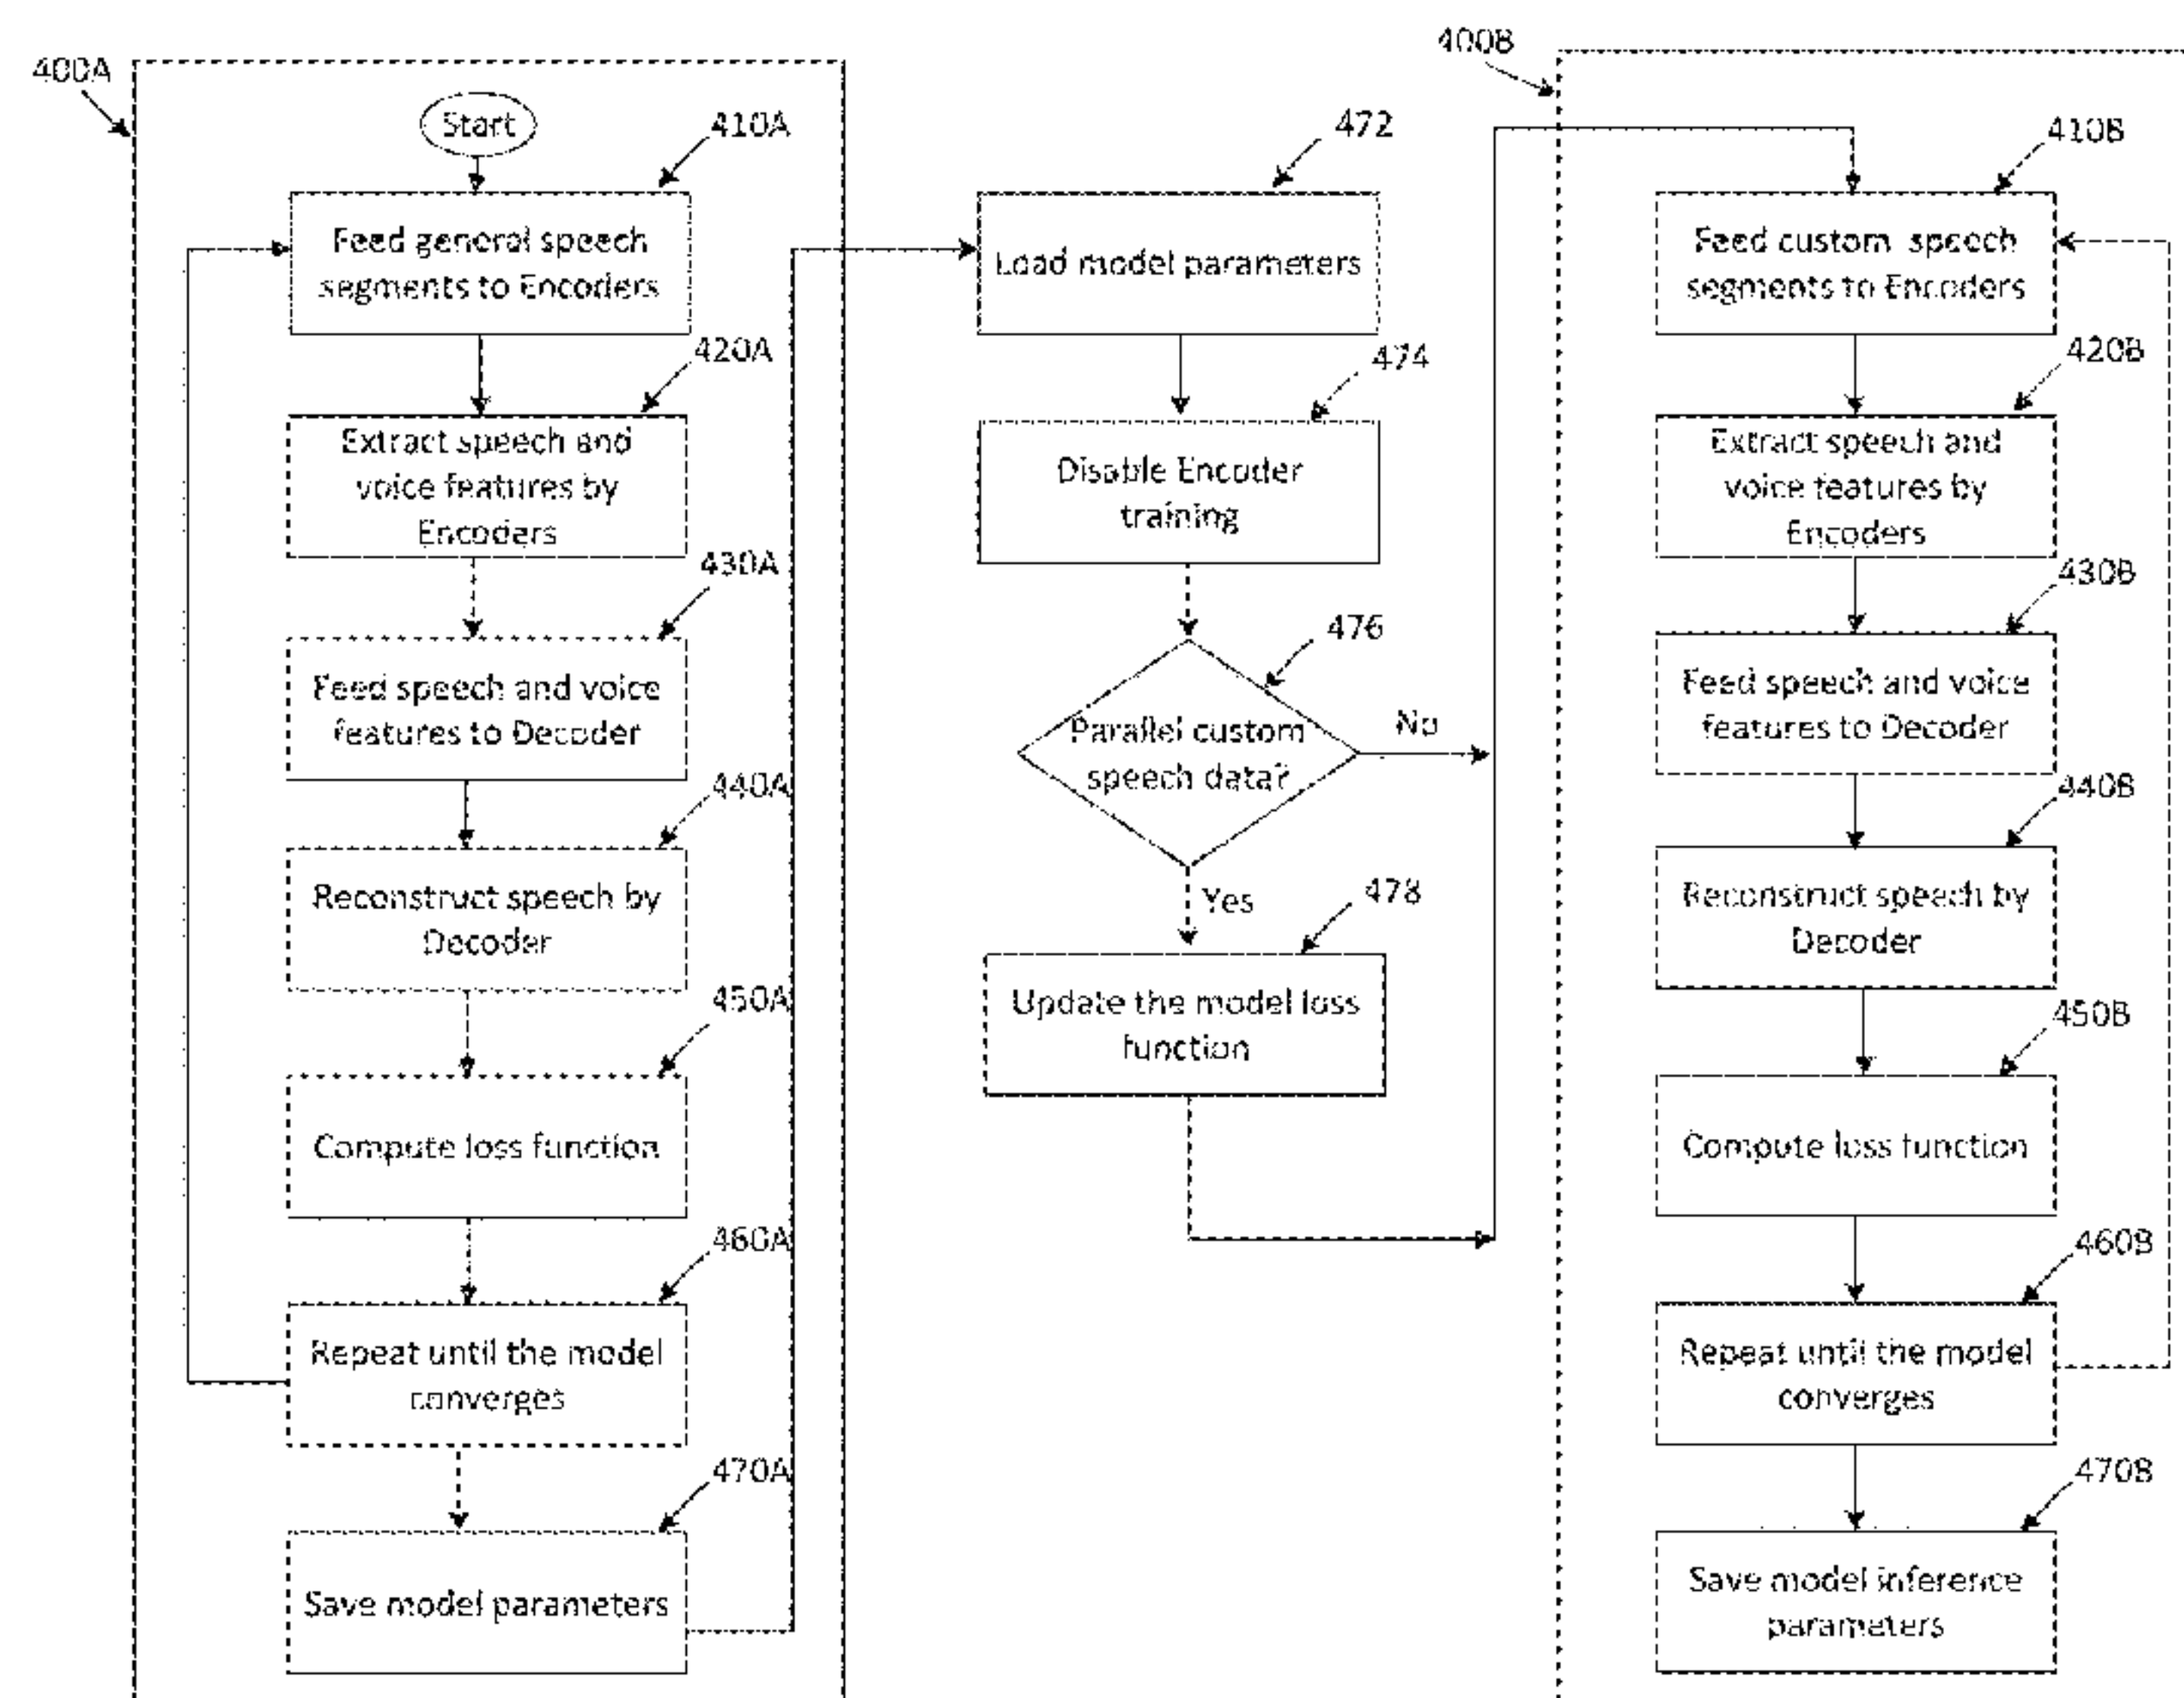 400A
Start
410A
Feed general speech
segments to Encoders
420A
Extract speech and
voice features by
Encoders
430A
Feed speech and voice
features to Decoder
440A
Reconstruct speech by
Decoder
450A
Compute loss function
460A
Repeat until the model
converges
470A
Save model parameters
472
Load model parameters
474
Disable Encoder
training
476
Parallel custom
speech data?
No
Yes
478
Update the model loss
function
400B
410B
Feed custom speech
segments to Encoders
420B
Extract speech and
voice features by
Encoders
430B
Feed speech and voice
features to Decoder
440B
Reconstruct speech by
Decoder
450B
Compute loss function
460B
Repeat until the model
converges
470B
Save model inference
parameters